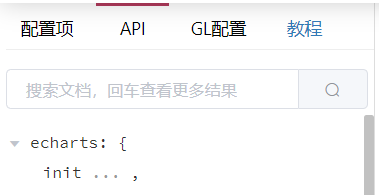 配置项 API GL配置 教程
搜索文档，回车查看更多结果
echarts: {
init ... ,